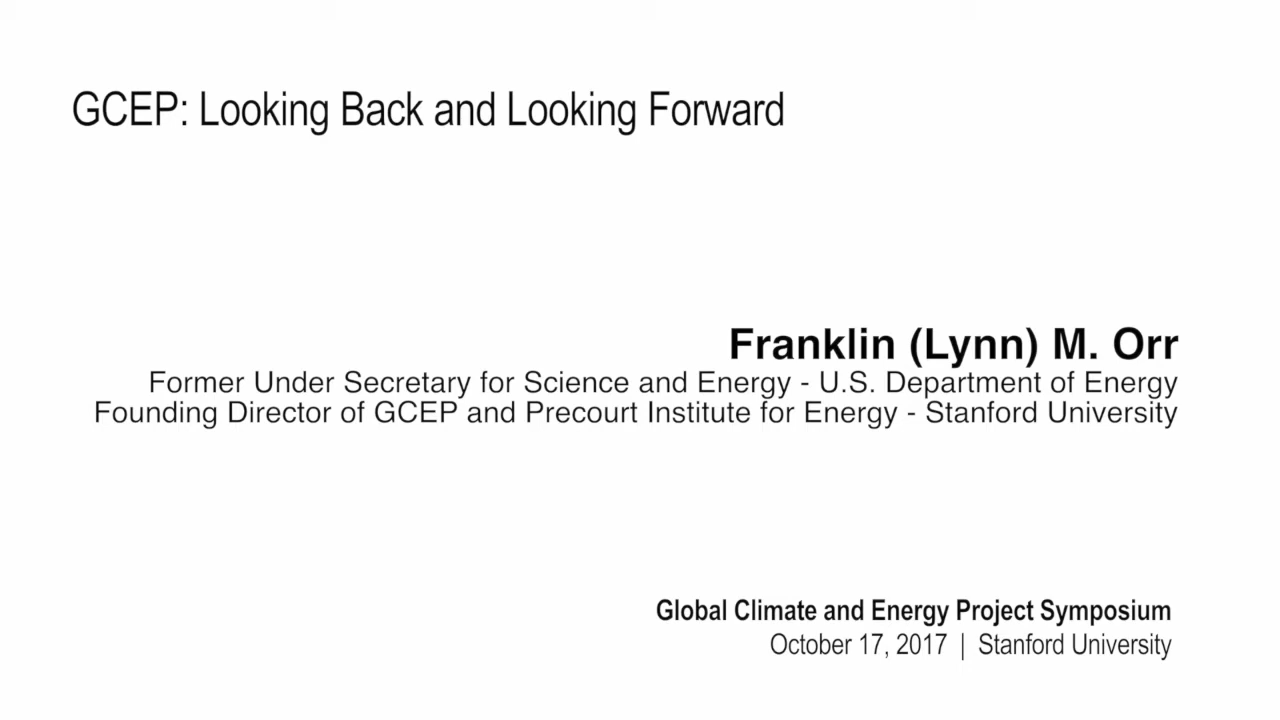 GCEP: Looking Back and Looking Forward
Franklin (Lynn) M. Orr
Former Under Secretary for Science and Energy - U.S. Department of Energy
Founding Director of GCEP and Precourt Institute for Energy - Stanford University
Global Climate and Energy Project Symposium
October 17, 2017 | Stanford University